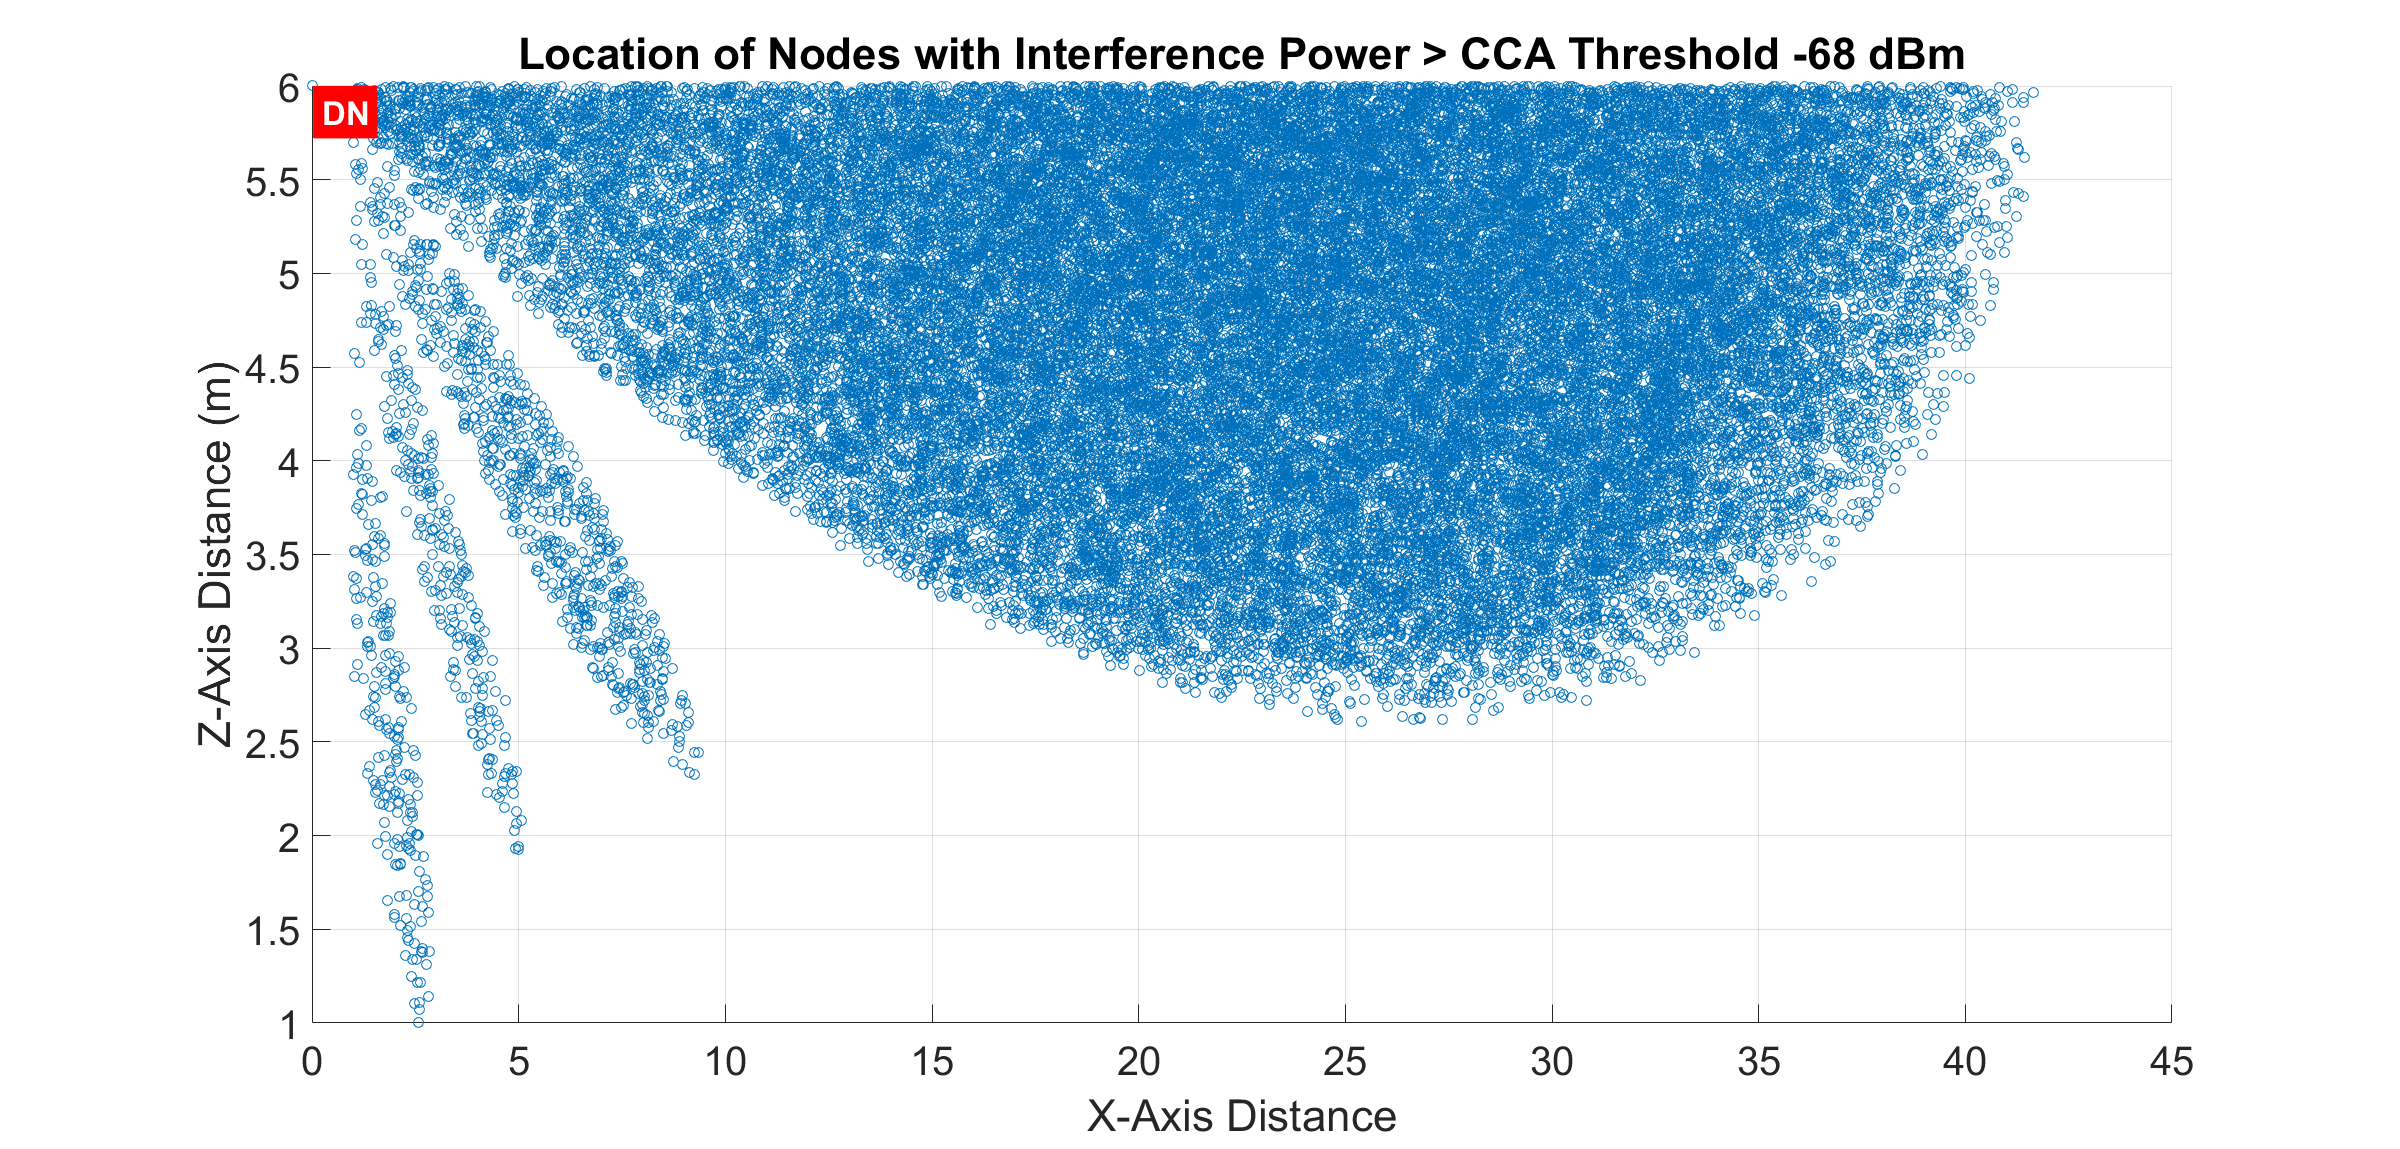 Location of Nodes with Interference Power > CCA Threshold -68 dBm
DN
Z-Axis Distance (m)
6
5.5
5
4.5
4
3.5
3
2.5
2
1.5
1
0 5 10 15 20 25 30 35 40 45
X-Axis Distance